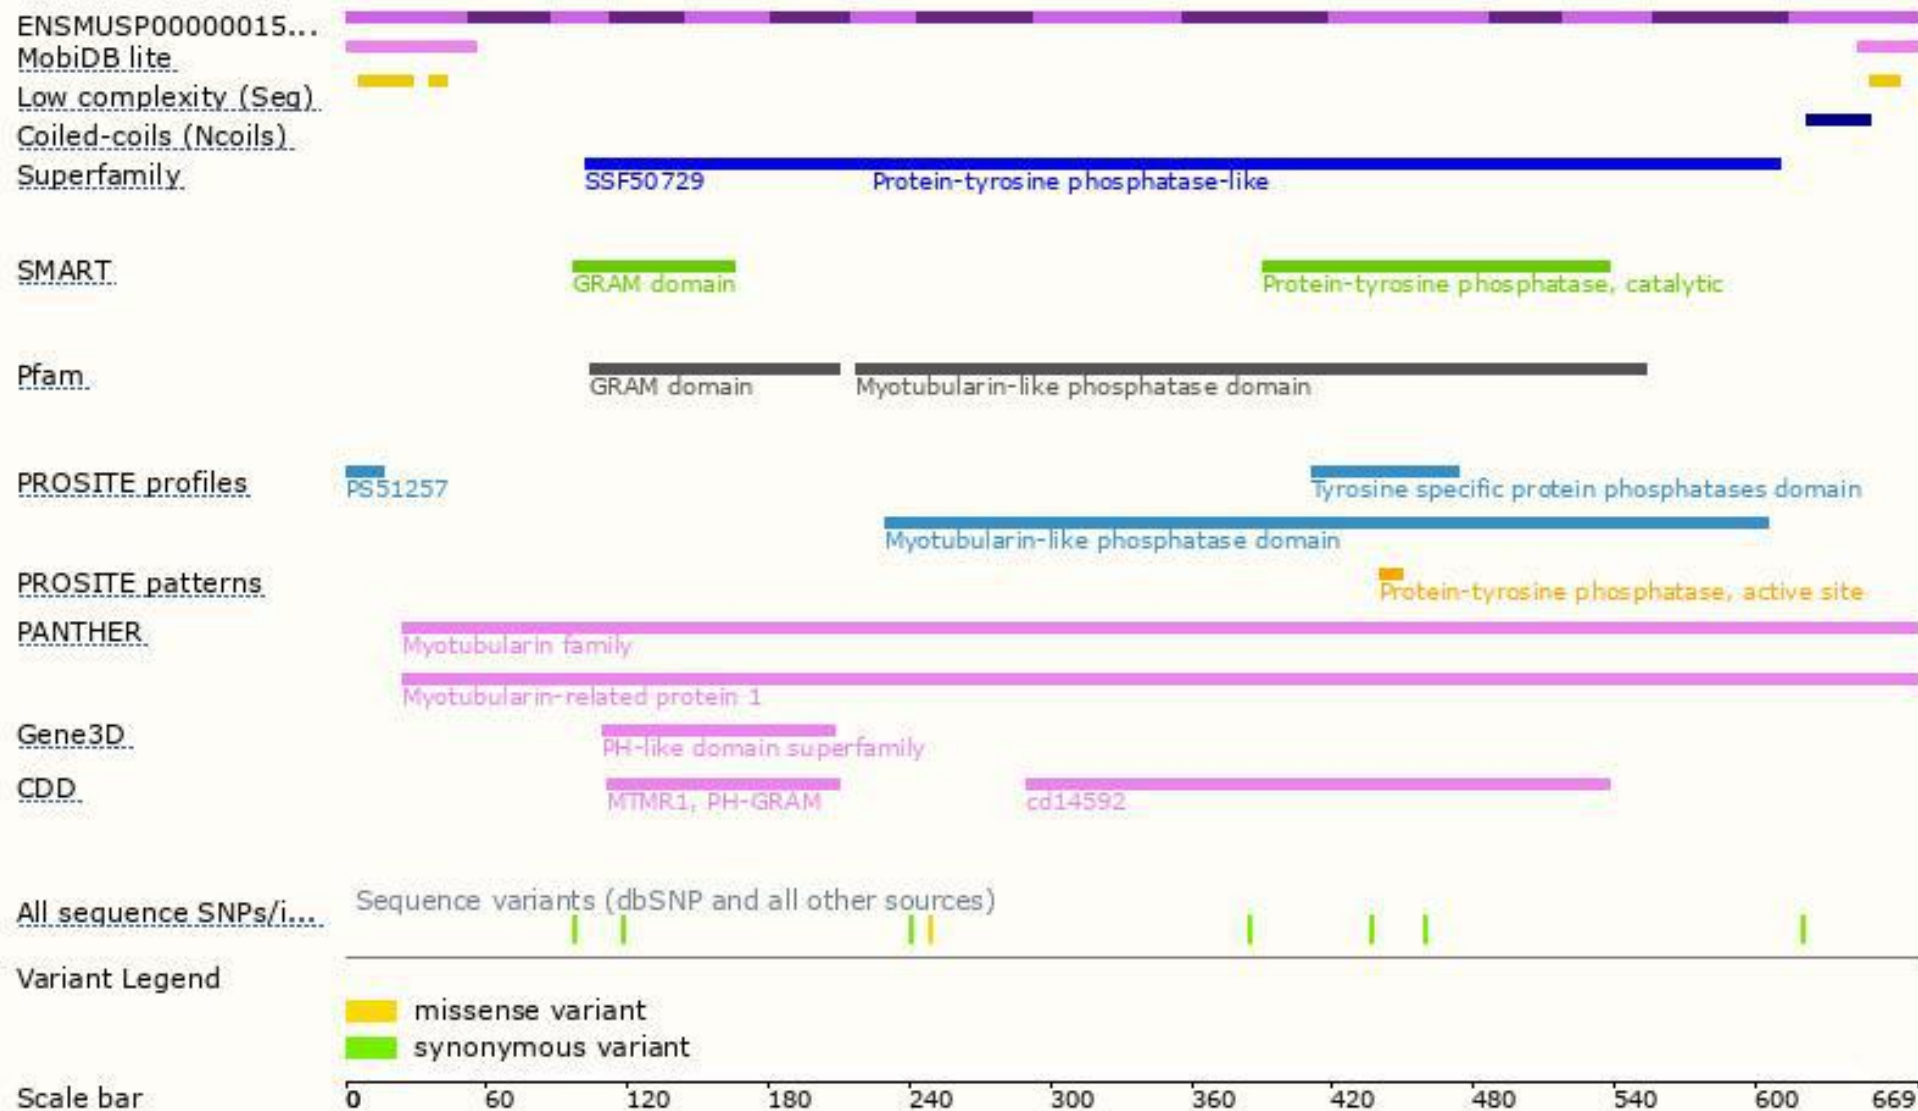 ENSMUSP00000015...
MobiDB lite
Low complexity (Seg)
Coiled-coils (Ncoils)
Superfamily
SSF50729 Protein-tyrosine phosphatase-like
SMART
GRAM domain Protein-tyrosine phosphatase, catalytic
Pfam
GRAM domain Myotubularin-like phosphatase domain
PROSITE profiles
PS51257 Tyrosine specific protein phosphatases domain
Myotubularin-like phosphatase domain
PROSITE patterns
Protein-tyrosine phosphatase, active site
PANTHER
Myotubularin family
Myotubularin-related protein 1
Gene3D
PH-like domain superfamily
CDD
MTMR1, PH-GRAM cd14592
Sequence variants (dbSNP and all other sources)
All sequence SNPs/i...
Variant Legend
missense variant
synonymous variant
Scale bar 0 60 120 180 240 300 360 420 480 540 600 669